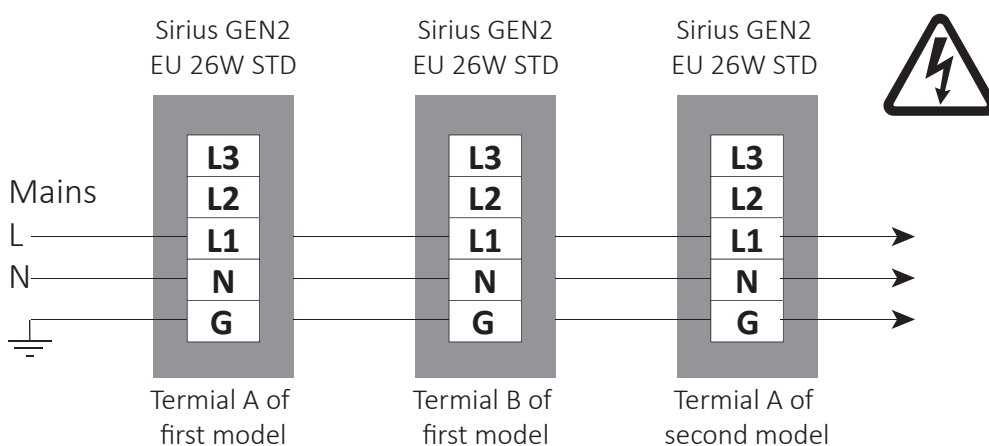 Sirius GEN2
EU 26W STD
Sirius GEN2
EU 26W STD
Sirius GEN2
EU 26W STD
Mains
L
N
L3
L2
L1
N
G
L3
L2
L1
N
G
L3
L2
L1
N
G
Termial A of
first model
Termial B of
first model
Termial A of
second model